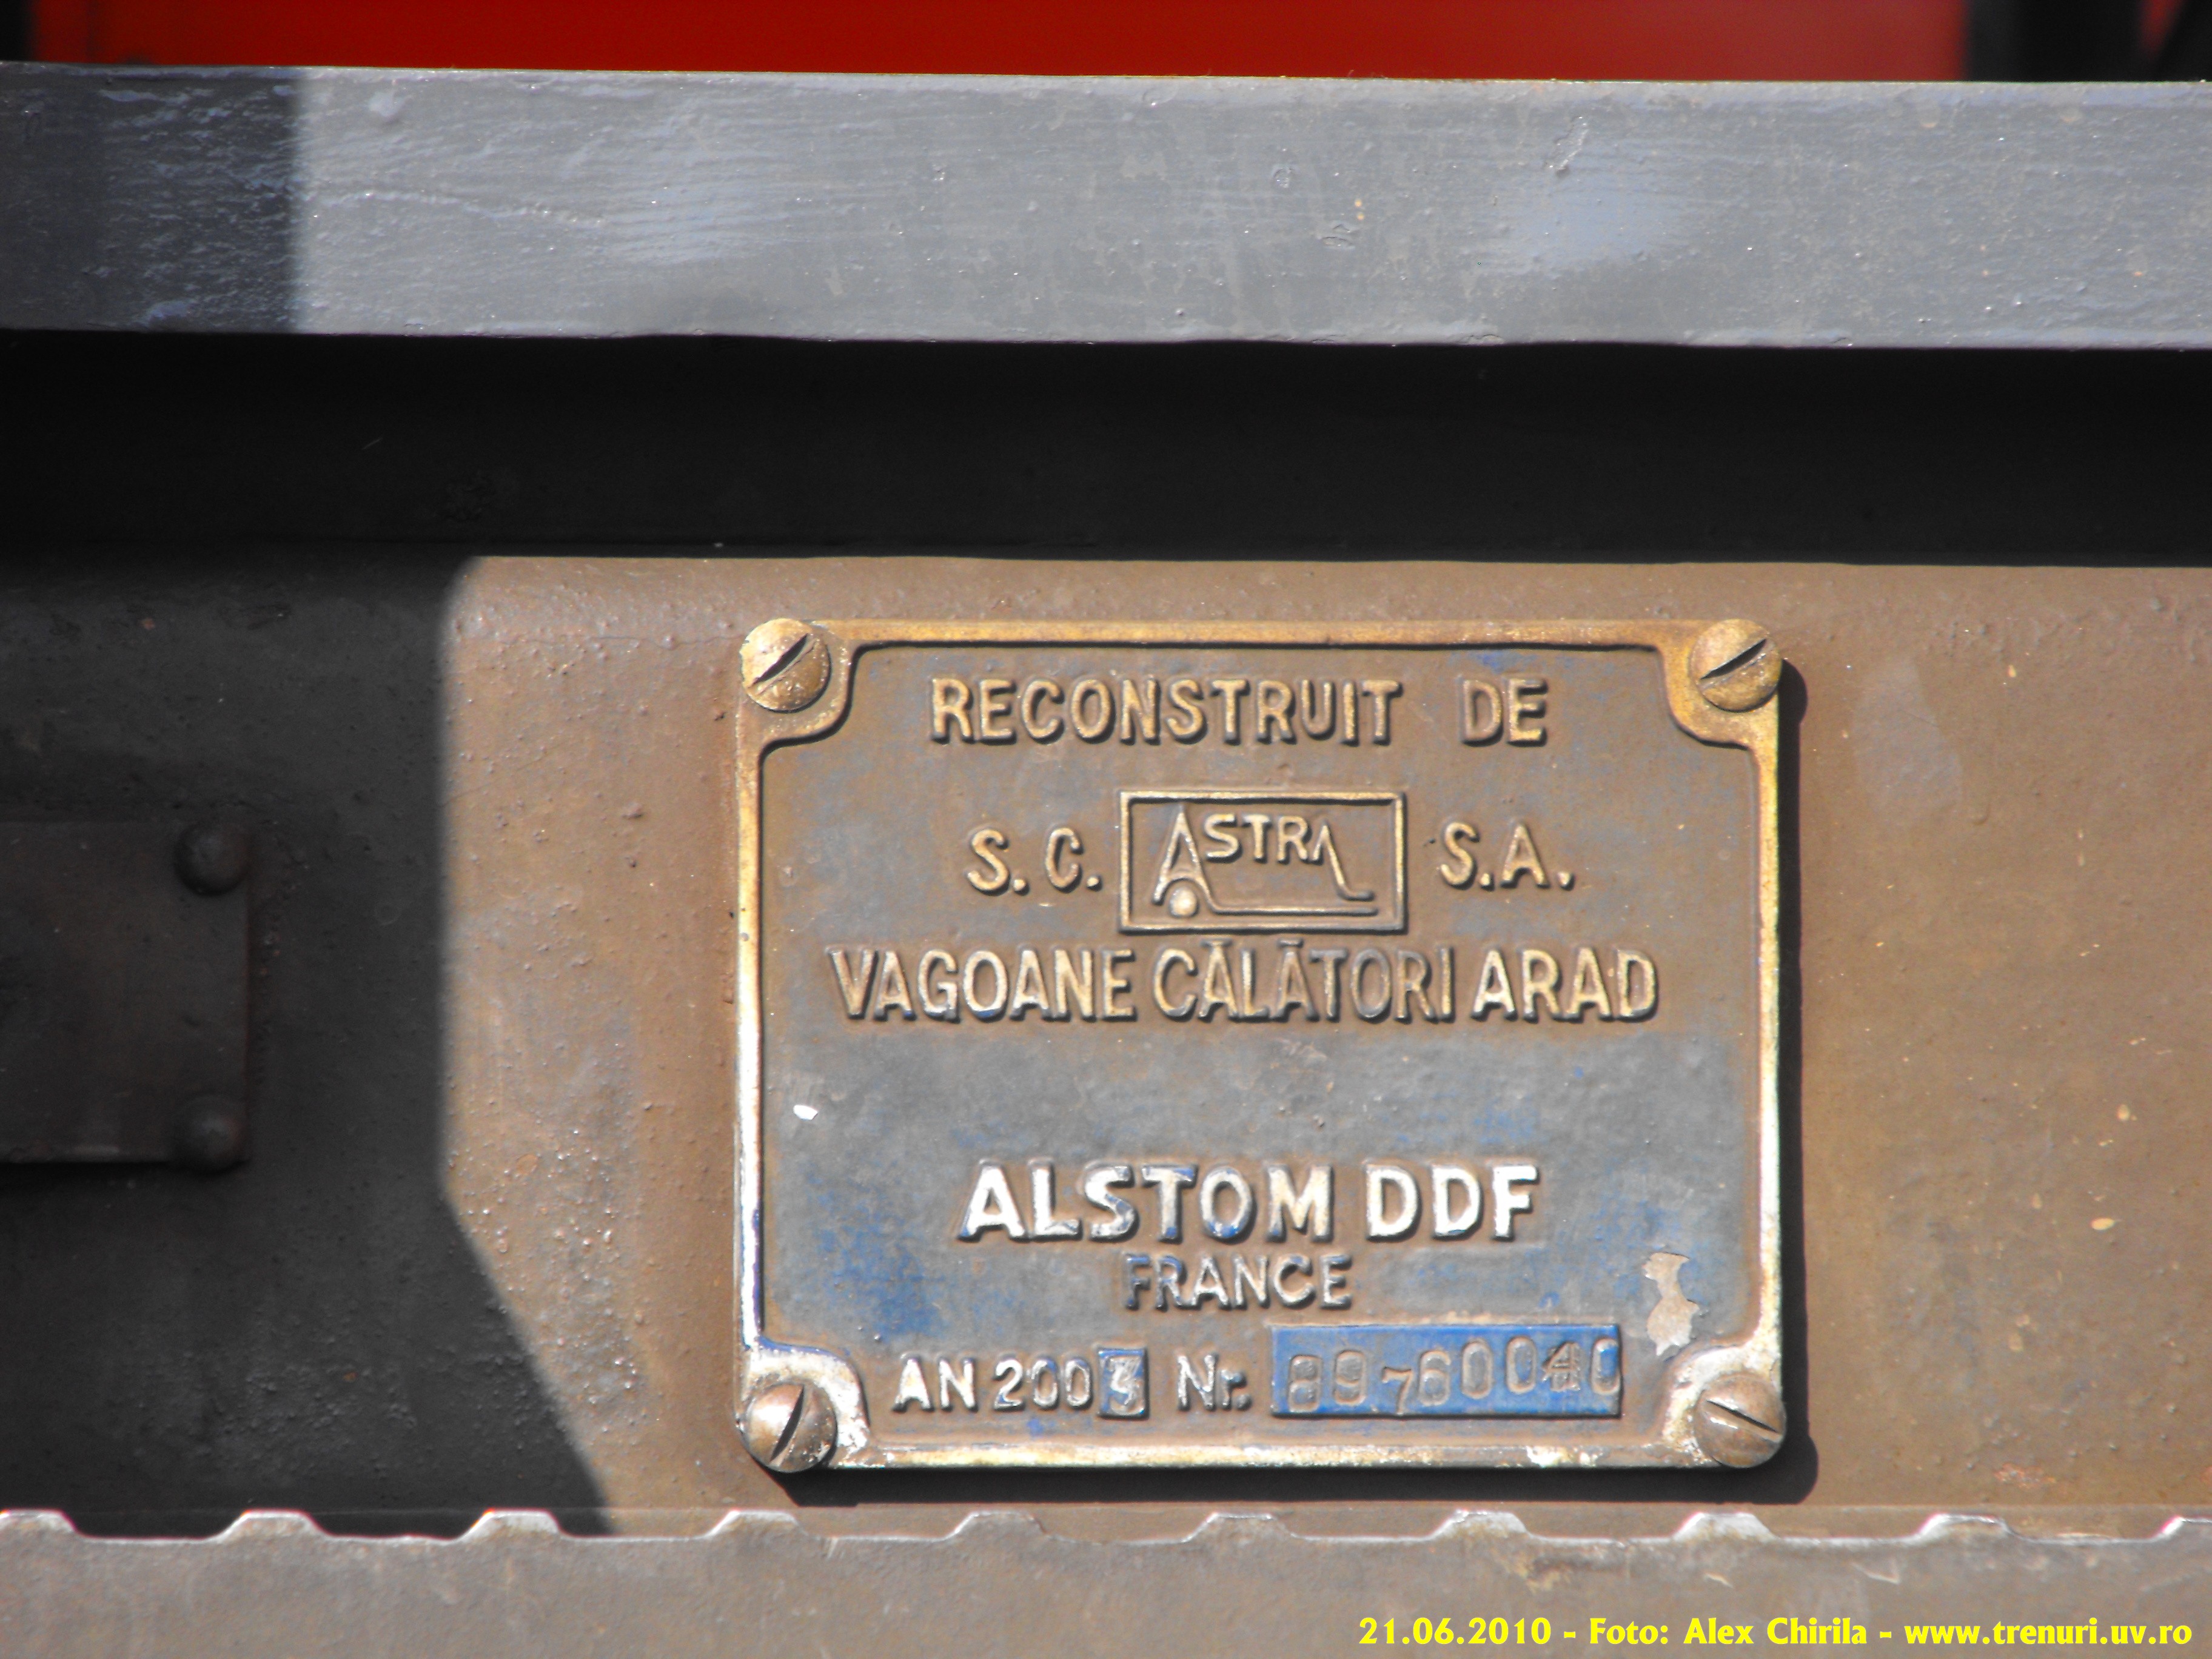 RECONSTRUIT DE
S.C. ASTRA S.A.
VAGOANE CĂLĂTORI ARAD
ALSTOM DDF
FRANCE
AN 2003 Nr. 89760040
21.06.2010 - Foto: Alex Chirila - www.trenuri.uv.ro